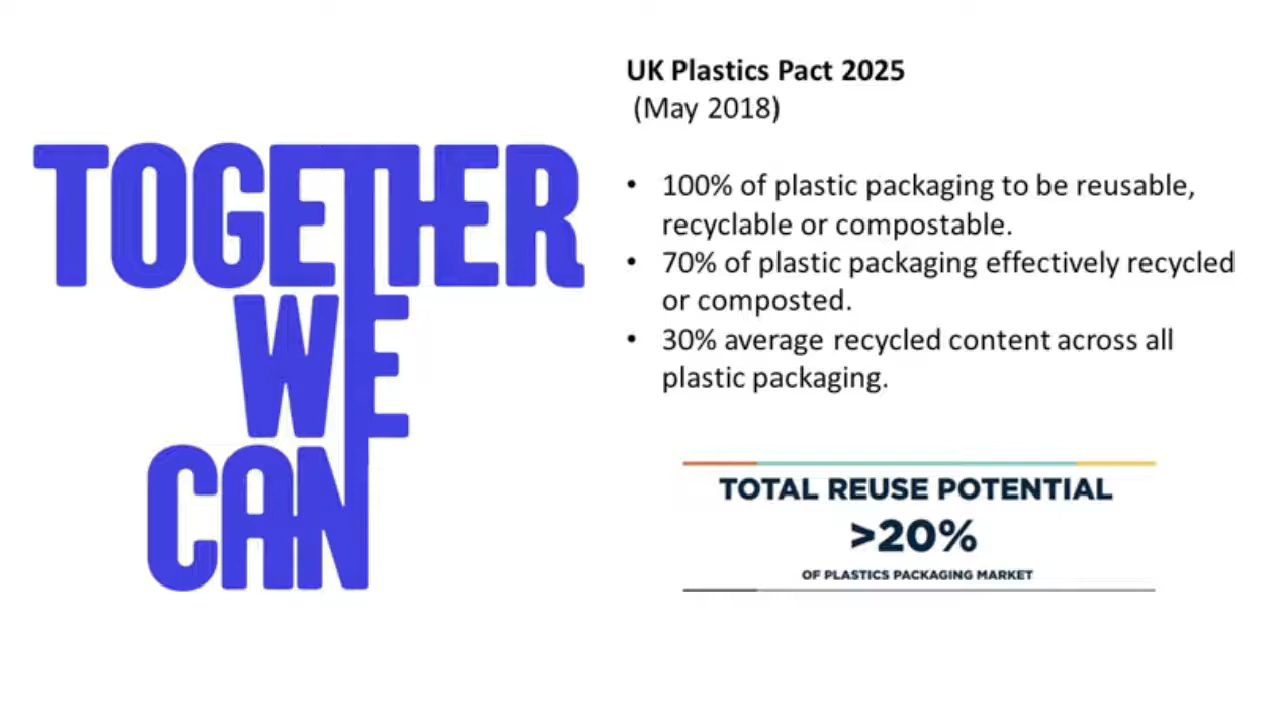 TOGETHER
WE
CAN
UK Plastics Pact 2025
(May 2018)
• 100% of plastic packaging to be reusable,
recyclable or compostable.
• 70% of plastic packaging effectively recycled
or composted.
• 30% average recycled content across all
plastic packaging.
TOTAL REUSE POTENTIAL
>20%
OF PLASTICS PACKAGING MARKET